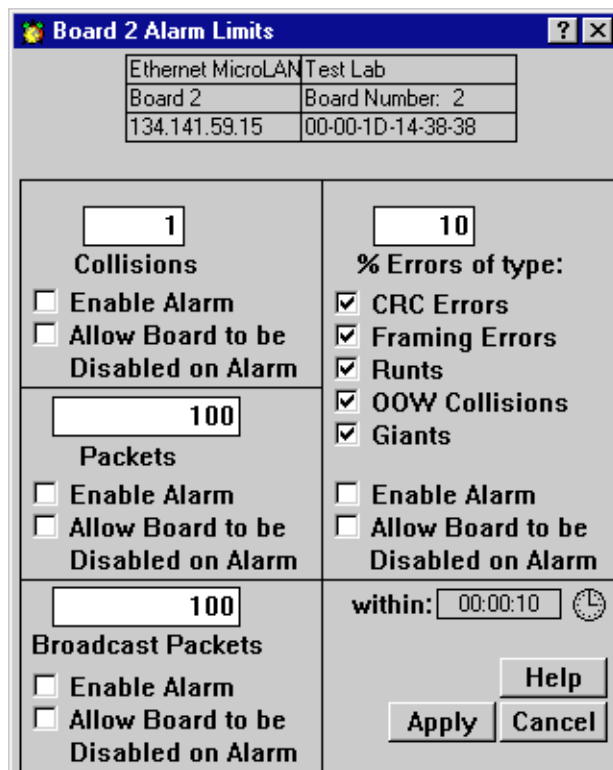 Board 2 Alarm Limits
Ethernet MicroLAN Test Lab
Board 2 Board Number: 2
134.141.59.15 00-00-1D-14-38-38
1
Collisions
Enable Alarm
Allow Board to be
Disabled on Alarm
100
Packets
Enable Alarm
Allow Board to be
Disabled on Alarm
100
Broadcast Packets
Enable Alarm
Allow Board to be
Disabled on Alarm
10
% Errors of type:
CRC Errors
Framing Errors
Runts
OOW Collisions
Giants
Enable Alarm
Allow Board to be
Disabled on Alarm
within: 00:00:10
Help
Apply Cancel